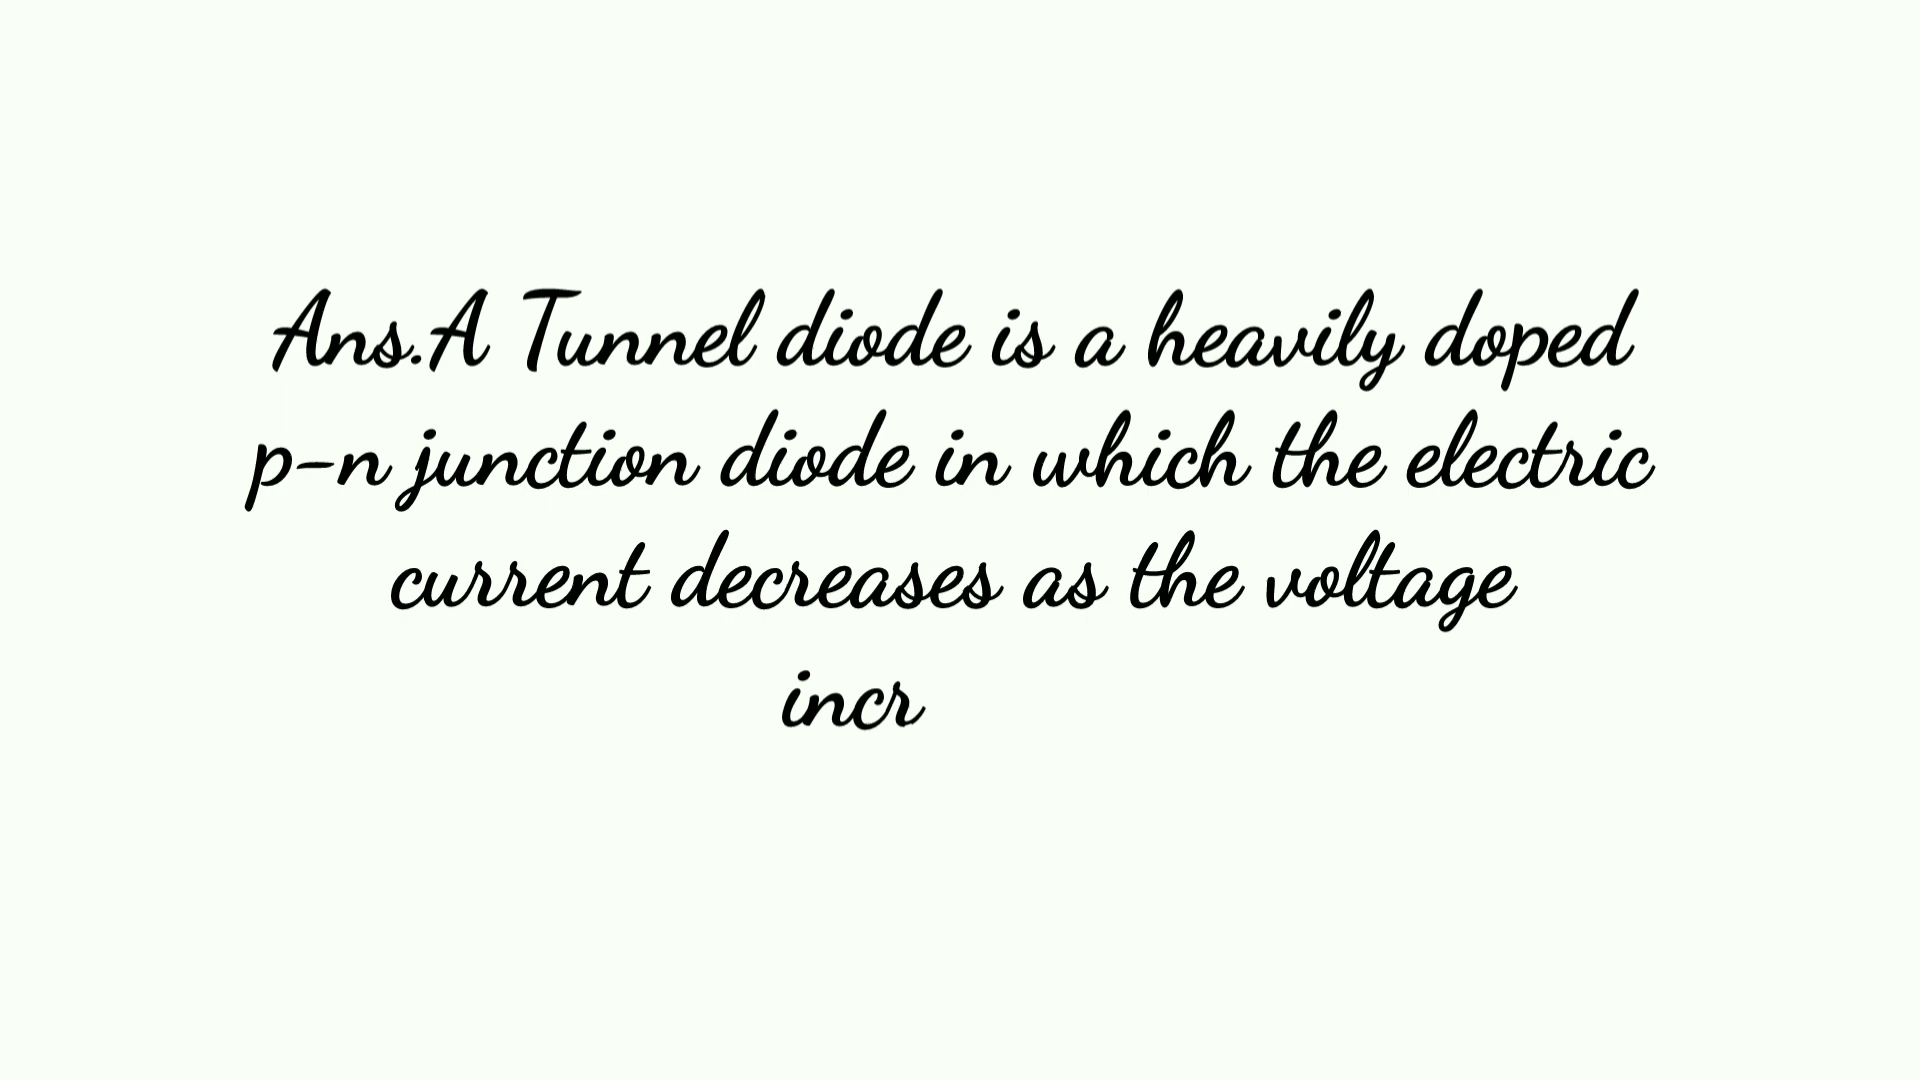 Ans.A Tunnel diode is a heavily doped
p-n junction diode in which the electric
current decreases as the voltage
incr